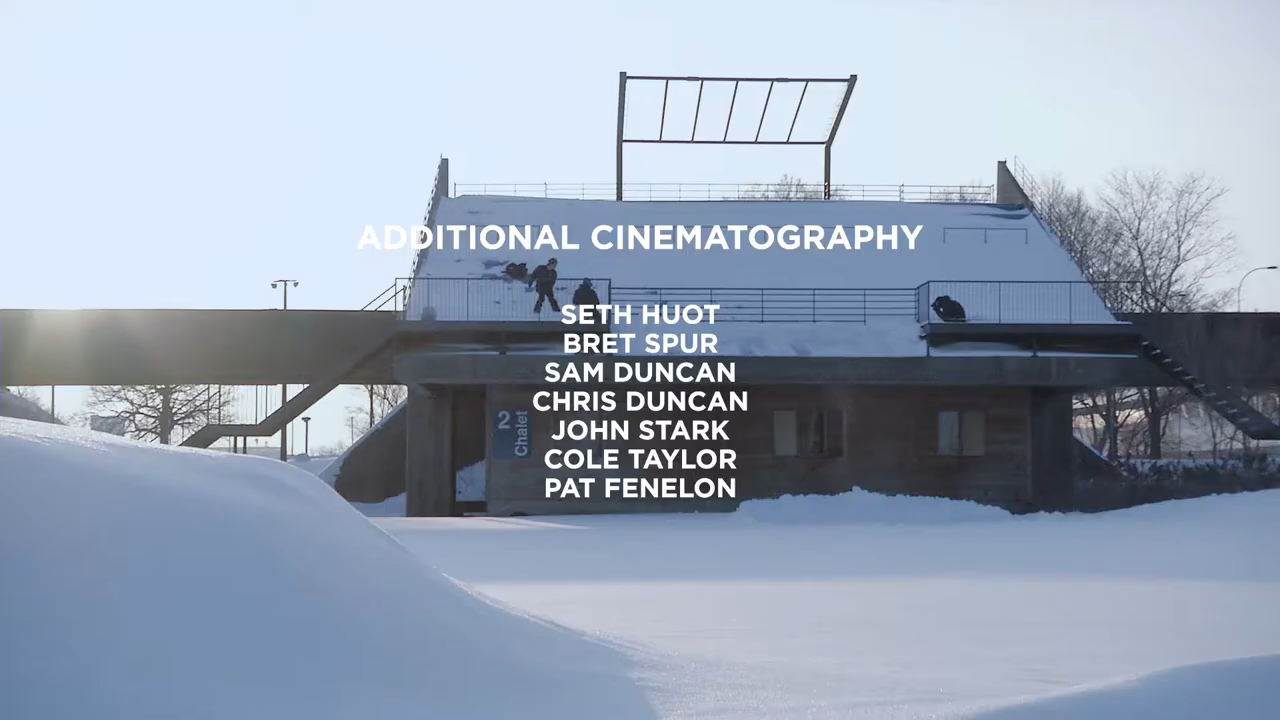 ADDITIONAL CINEMATOGRAPHY
SETH HUOT
BRET SPUR
SAM DUNCAN
CHRIS DUNCAN
JOHN STARK
COLE TAYLOR
PAT FENELON
2
Chalet